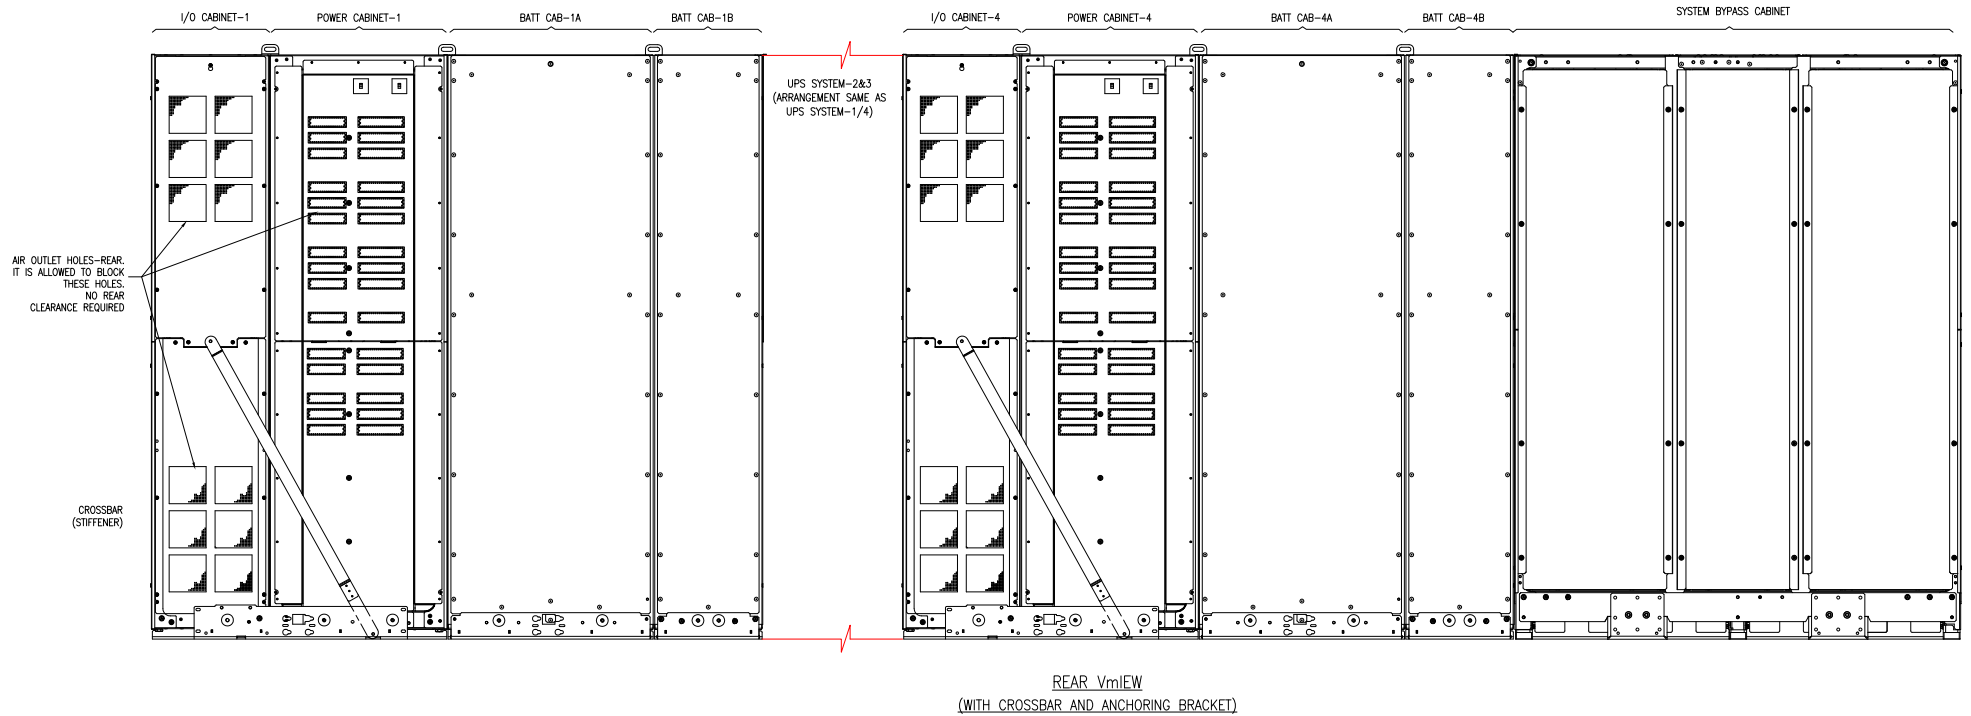 I/O CABINET-1
POWER CABINET-1
BATT CAB-1A
BATT CAB-1B
I/O CABINET-4
POWER CABINET-4
BATT CAB-4A
BATT CAB-4B
SYSTEM BYPASS CABINET
UPS SYSTEM-2&3
(ARRANGEMENT SAME AS
UPS SYSTEM-1/4)
AIR OUTLET HOLES-REAR.
IT IS ALLOWED TO BLOCK
THESE HOLES.
NO REAR
CLEARANCE REQUIRED
CROSSBAR
(STIFFENER)
REAR VmIEW
(WITH CROSSBAR AND ANCHORING BRACKET)